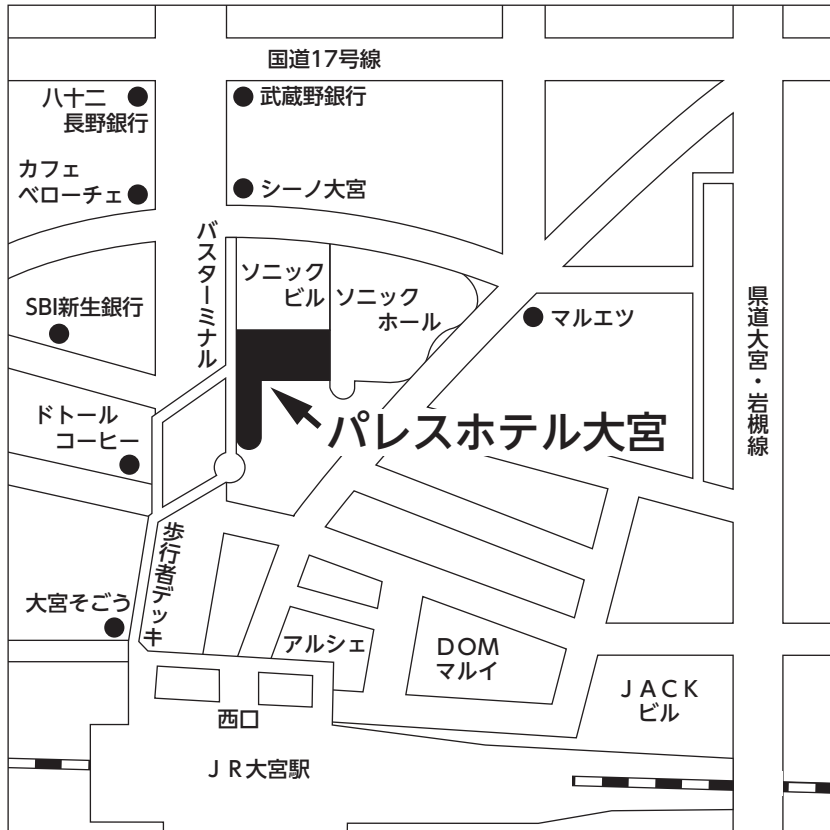 国道17号線
八十二
長野銀行
武蔵野銀行
カフェ
ベローチェ
シーノ大宮
バスターミナル
ソニック
ビル
ソニック
ホール
SBI新生銀行
マルエツ
県道大宮・岩槻線
ドトール
コーヒー
パレスホテル大宮
歩行者デッキ
大宮そごう
アルシェ
DOM
マルイ
JACK
ビル
西口
JR大宮駅